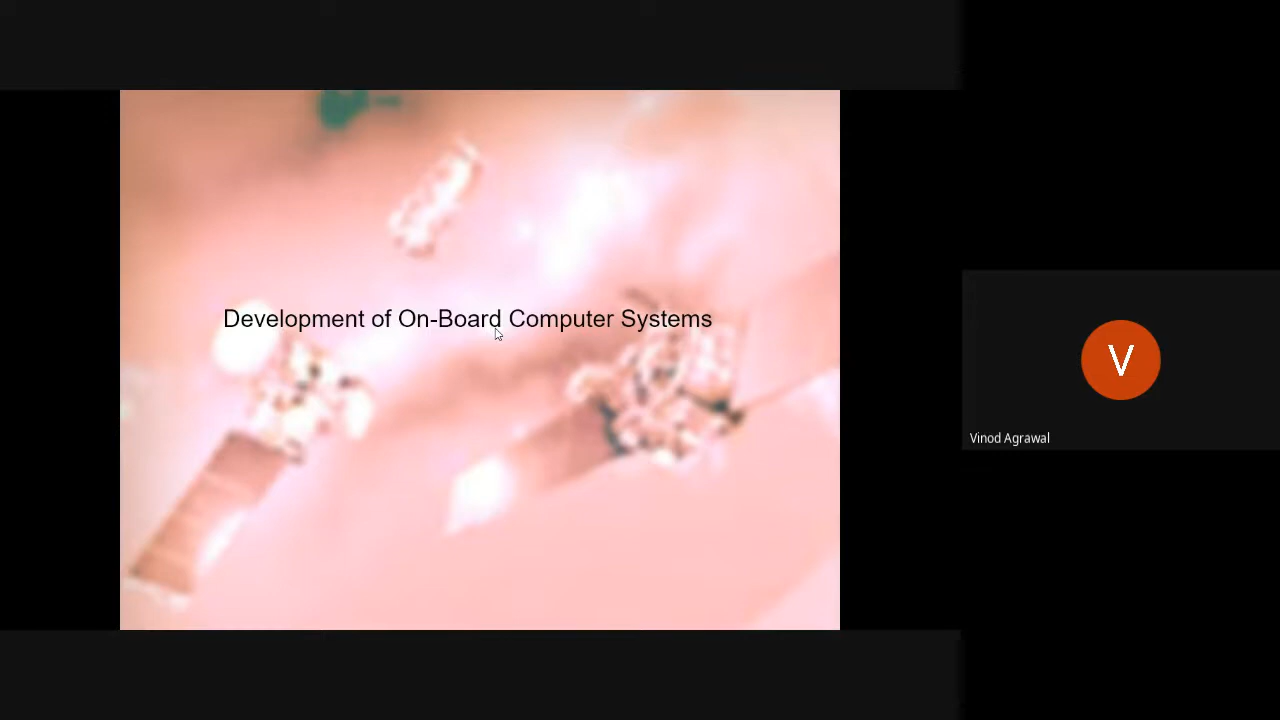 Development of On-Board Computer Systems
V
Vinod Agrawal